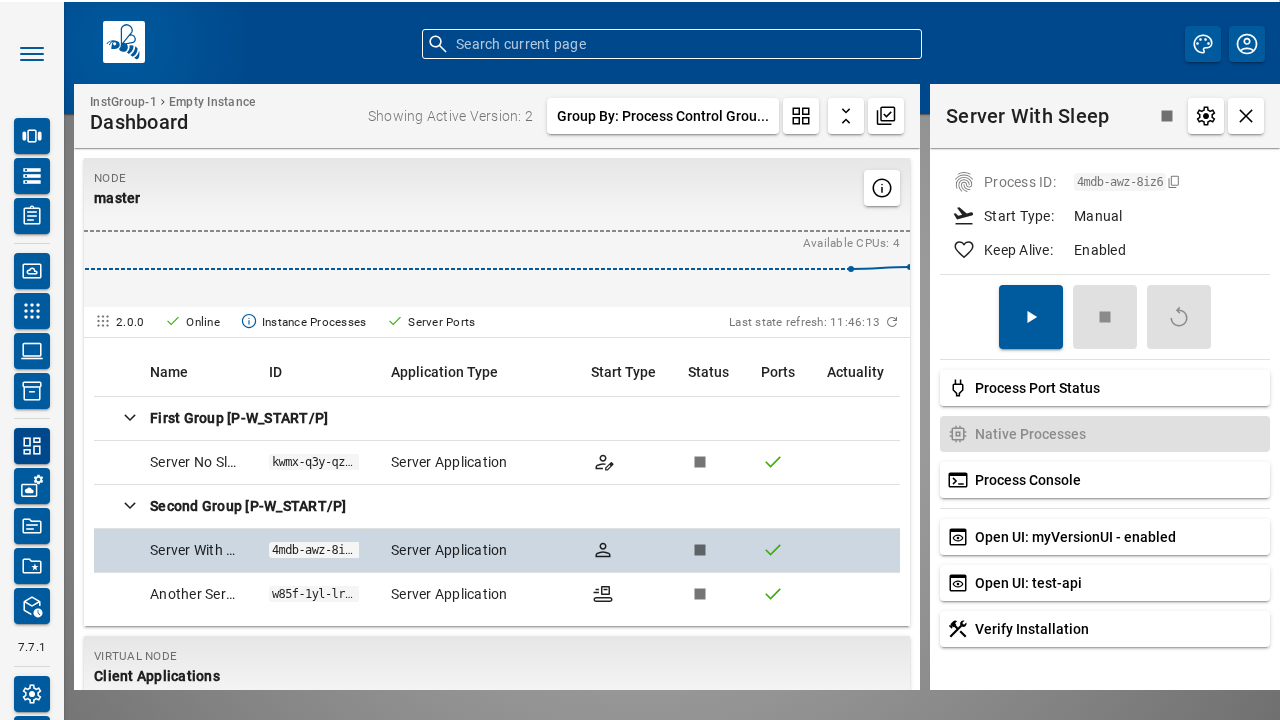 Search current page
InstGroup-1 › Empty Instance
Dashboard
Showing Active Version: 2
Group By: Process Control Grou...
NODE
master
Available CPUs: 4
2.0.0
Online
Instance Processes
Server Ports
Last state refresh: 11:46:13
Name ID Application Type Start Type Status Ports Actuality
First Group [P-W_START/P]
Server No Sl... kwmx-q3y-qz... Server Application
Second Group [P-W_START/P]
Server With ... 4mdb-awz-8i... Server Application
Another Ser... w85f-1yl-lr... Server Application
VIRTUAL NODE
Client Applications
7.7.1
Server With Sleep
Process ID: 4mdb-awz-8iz6
Start Type: Manual
Keep Alive: Enabled
Process Port Status
Native Processes
Process Console
Open UI: myVersionUI - enabled
Open UI: test-api
Verify Installation